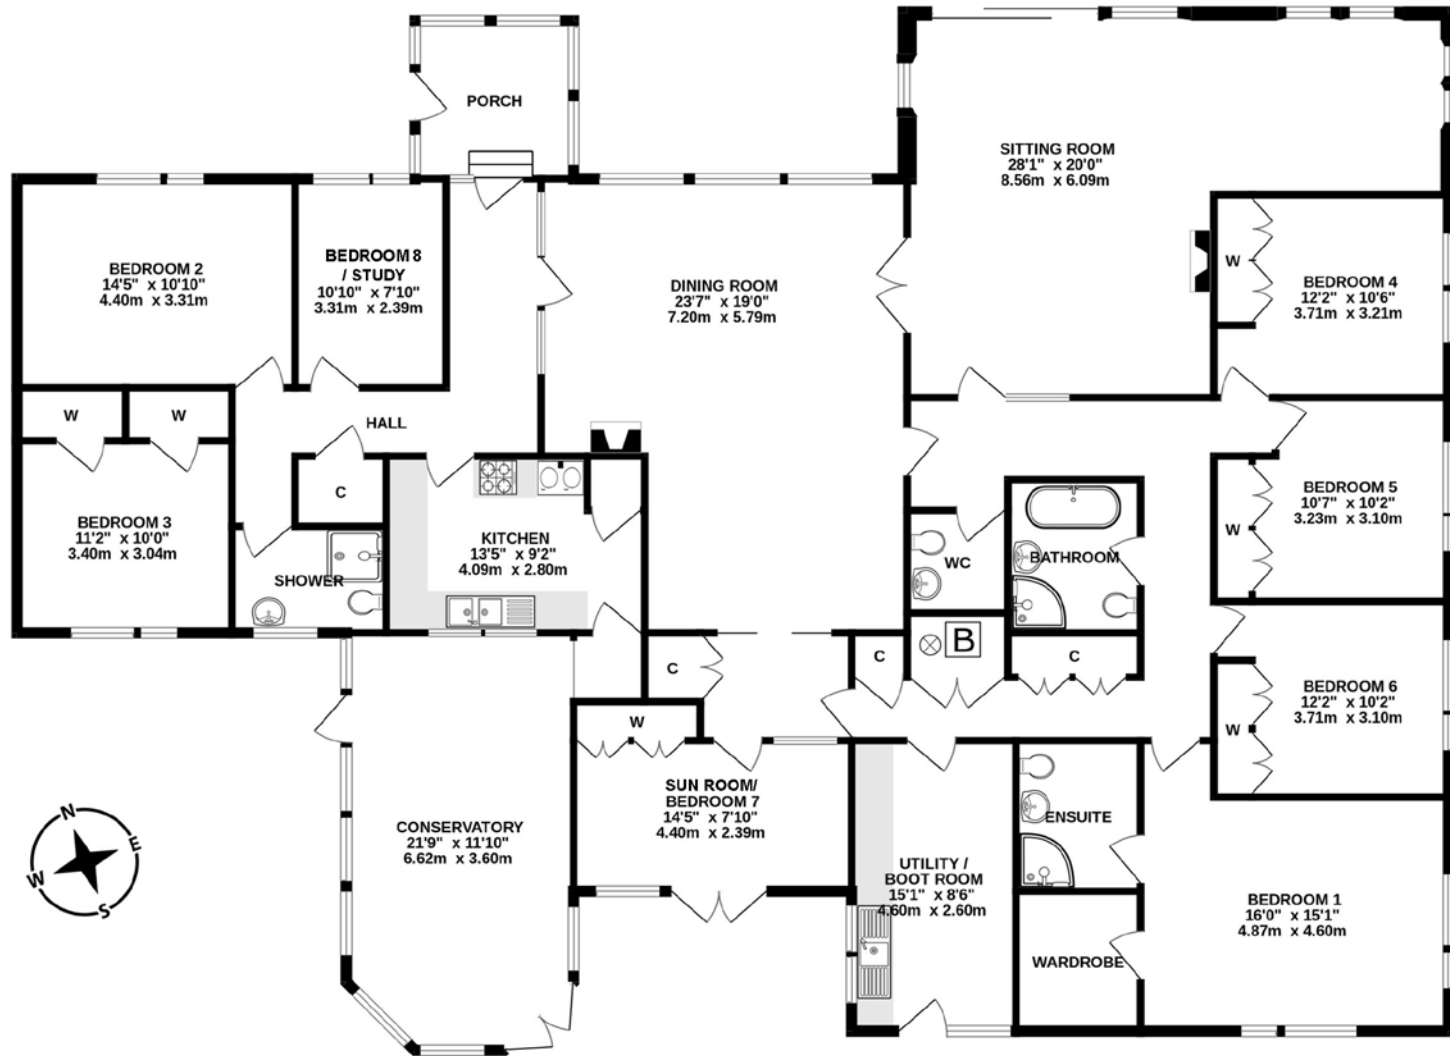 PORCH
SITTING ROOM
28'1" x 20'0"
8.56m x 6.09m
BEDROOM 2
14'5" x 10'10"
4.40m x 3.31m
BEDROOM 8
/ STUDY
10'10" x 7'10"
3.31m x 2.39m
DINING ROOM
23'7" x 19'0"
7.20m x 5.79m
W
BEDROOM 4
12'2" x 10'6"
3.71m x 3.21m
W
W
HALL
C
BEDROOM 3
11'2" x 10'0"
3.40m x 3.04m
SHOWER
KITCHEN
13'5" x 9'2"
4.09m x 2.80m
WC
BATHROOM
W
BEDROOM 5
10'7" x 10'2"
3.23m x 3.10m
C
C
B
C
W
BEDROOM 6
12'2" x 10'2"
3.71m x 3.10m
W
SUN ROOM/
BEDROOM 7
14'5" x 7'10"
4.40m x 2.39m
CONSERVATORY
21'9" x 11'10"
6.62m x 3.60m
UTILITY /
BOOT ROOM
15'1" x 8'6"
4.60m x 2.60m
ENSUITE
WARDROBE
BEDROOM 1
16'0" x 15'1"
4.87m x 4.60m
N
E
W
S